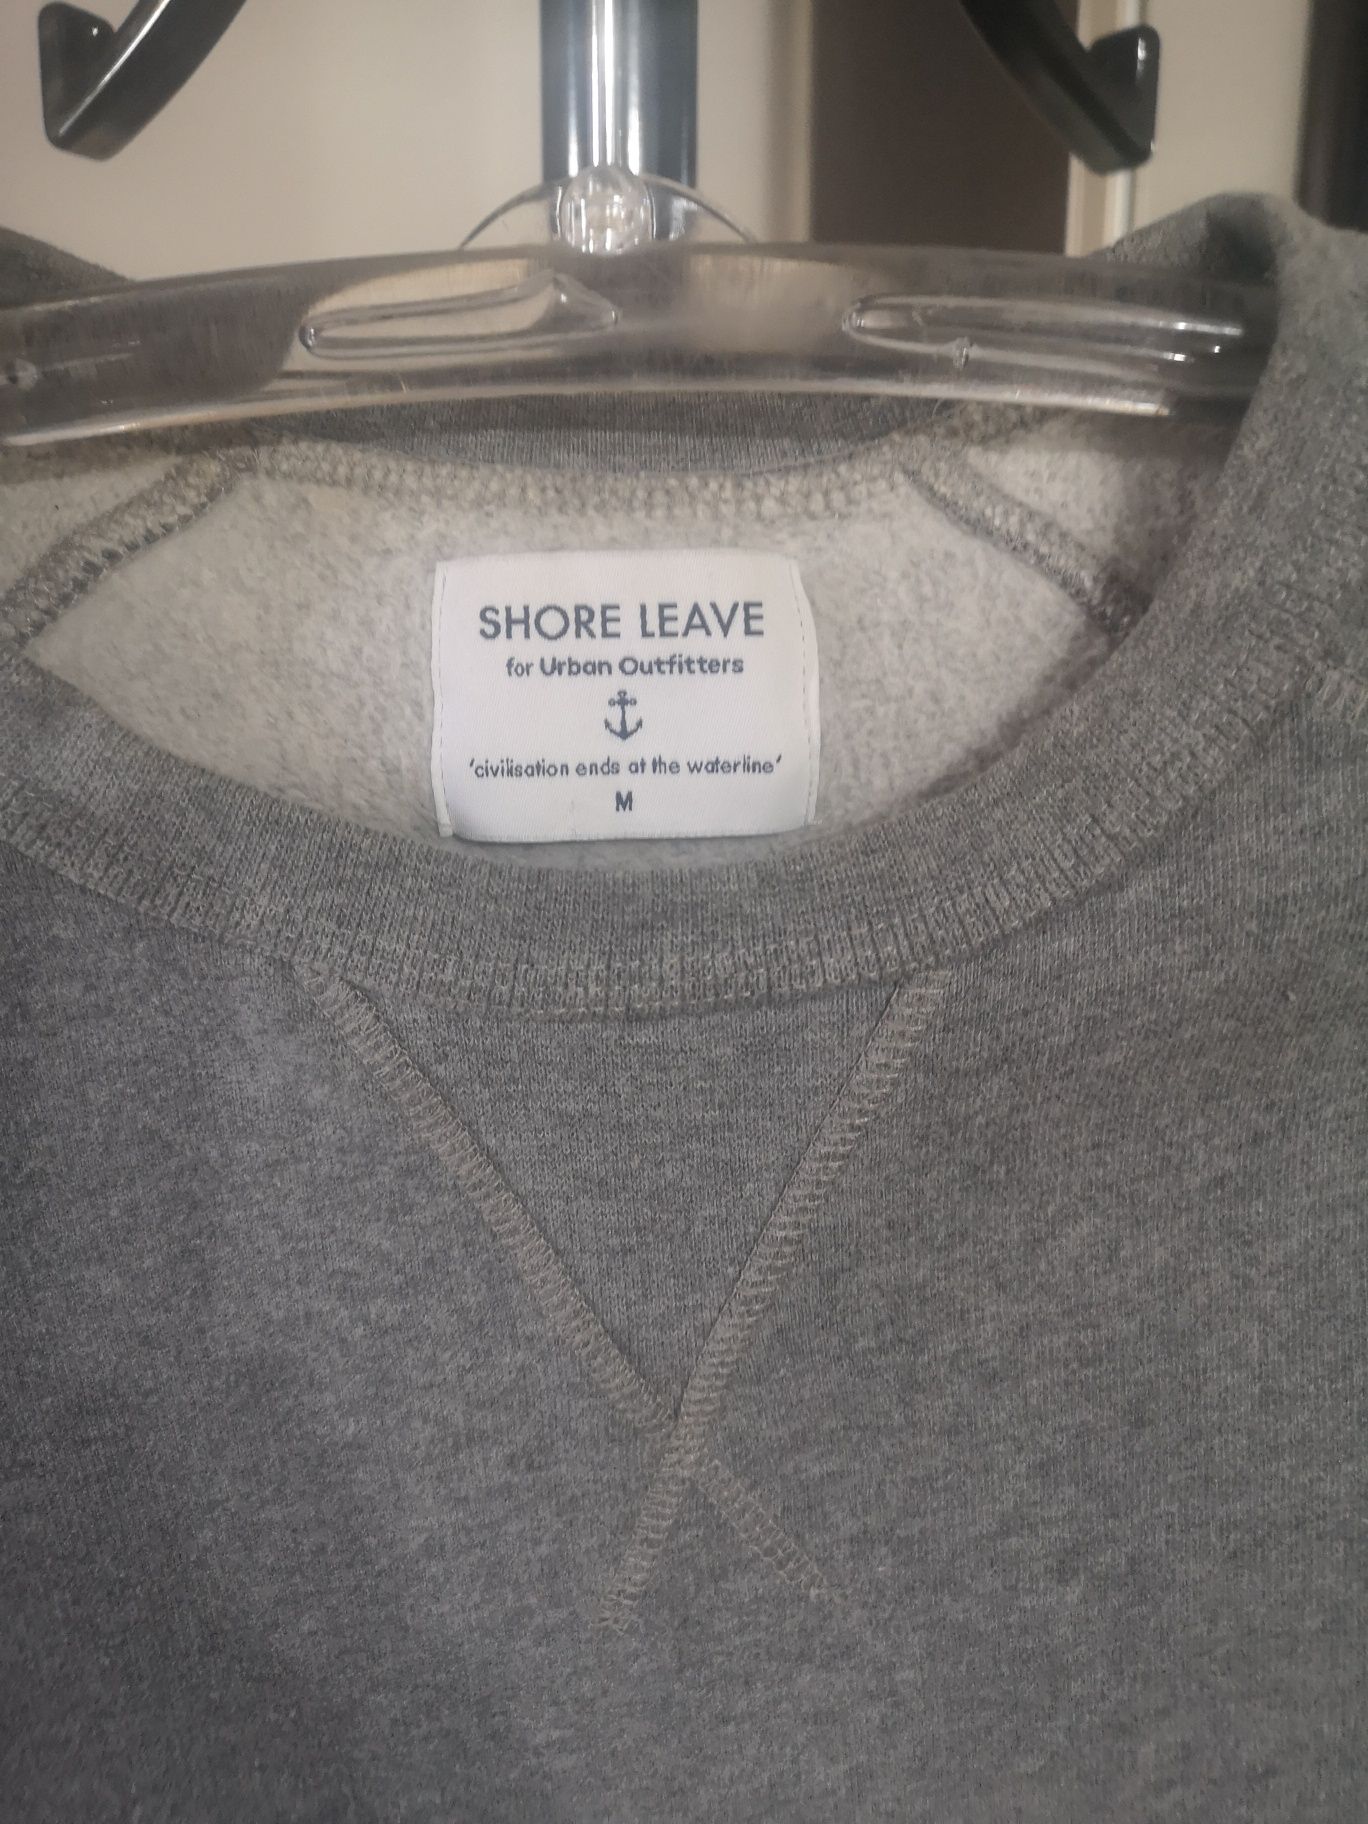 SHORE LEAVE
for Urban Outfitters
'civilisation ends at the waterline'
M